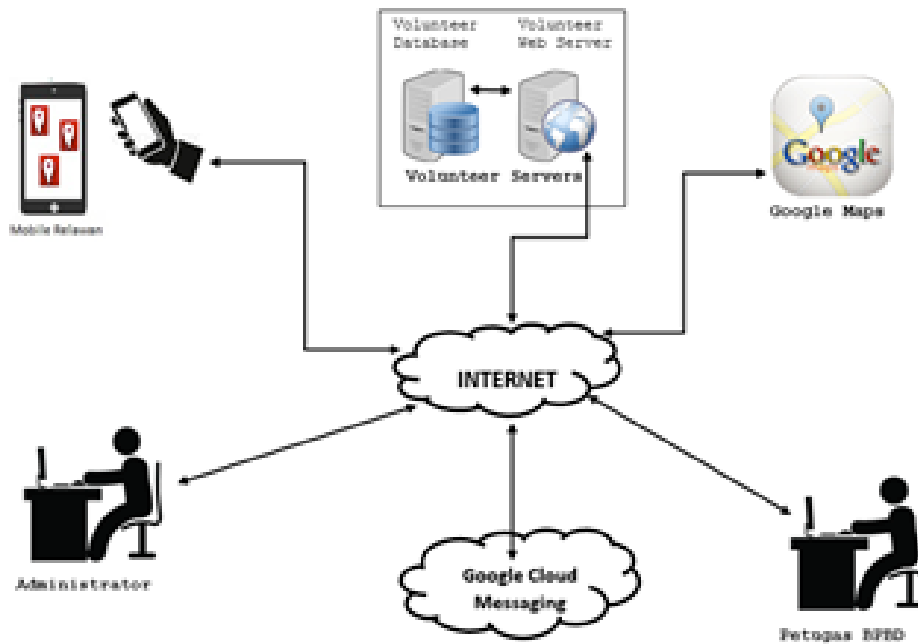 Volunteer
Database
Volunteer
Web Server
Volunteer Servers
Mobile Relawan
Google
Google Maps
INTERNET
Administrator
Google Cloud
Messaging
Petugas BPBD